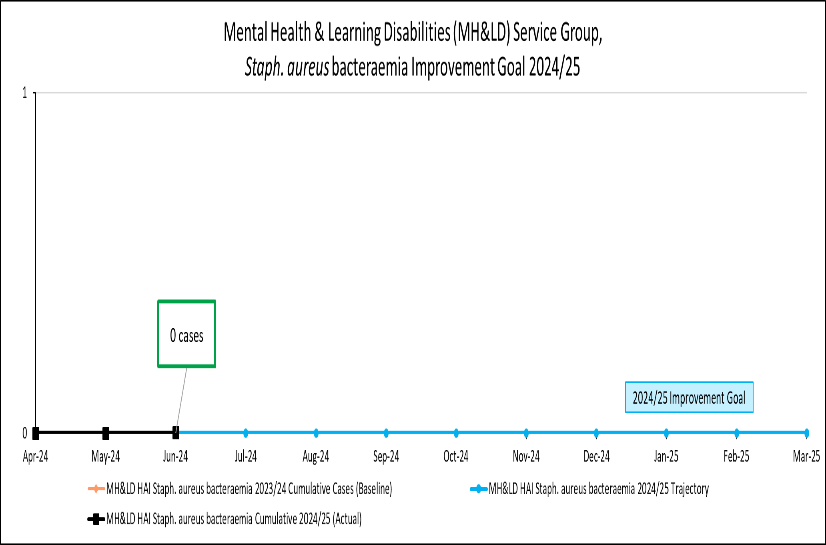 Mental Health & Learning Disabilities (MH&LD) Service Group,
Staph. aureus bacteraemia Improvement Goal 2024/25
1
0 cases
2024/25 Improvement Goal
0
Apr-24 May-24 Jun-24 Jul-24 Aug-24 Sep-24 Oct-24 Nov-24 Dec-24 Jan-25 Feb-25 Mar-25
MH&LD HAI Staph. aureus bacteraemia 2023/24 Cumulative Cases (Baseline)
MH&LD HAI Staph. aureus bacteraemia 2024/25 Trajectory
MH&LD HAI Staph. aureus bacteraemia Cumulative 2024/25 (Actual)